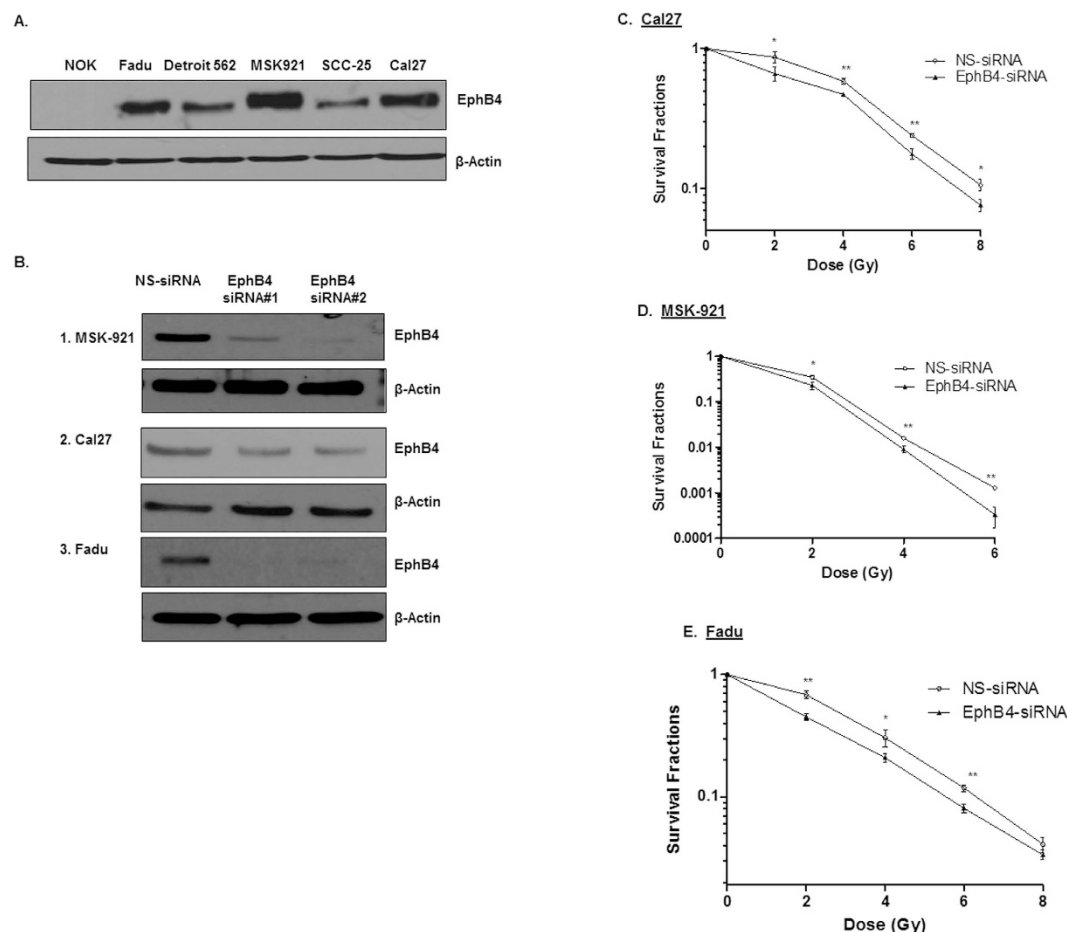 A.
NOK Fadu Detroit 562 MSK921 SCC-25 Cal27
EphB4
β-Actin
B.
NS-siRNA EphB4 siRNA#1 EphB4 siRNA#2
1. MSK-921
EphB4
β-Actin
2. Cal27
EphB4
β-Actin
3. Fadu
EphB4
β-Actin
C. Cal27
NS-siRNA
EphB4-siRNA
Survival Fractions
1
0.1
* ** ** *
0 2 4 6 8
Dose (Gy)
D. MSK-921
NS-siRNA
EphB4-siRNA
Survival Fractions
1
0.1
0.01
0.001
0.0001
* ** **
0 2 4 6
Dose (Gy)
E. Fadu
NS-siRNA
EphB4-siRNA
Survival Fractions
1
0.1
** * **
0 2 4 6 8
Dose (Gy)